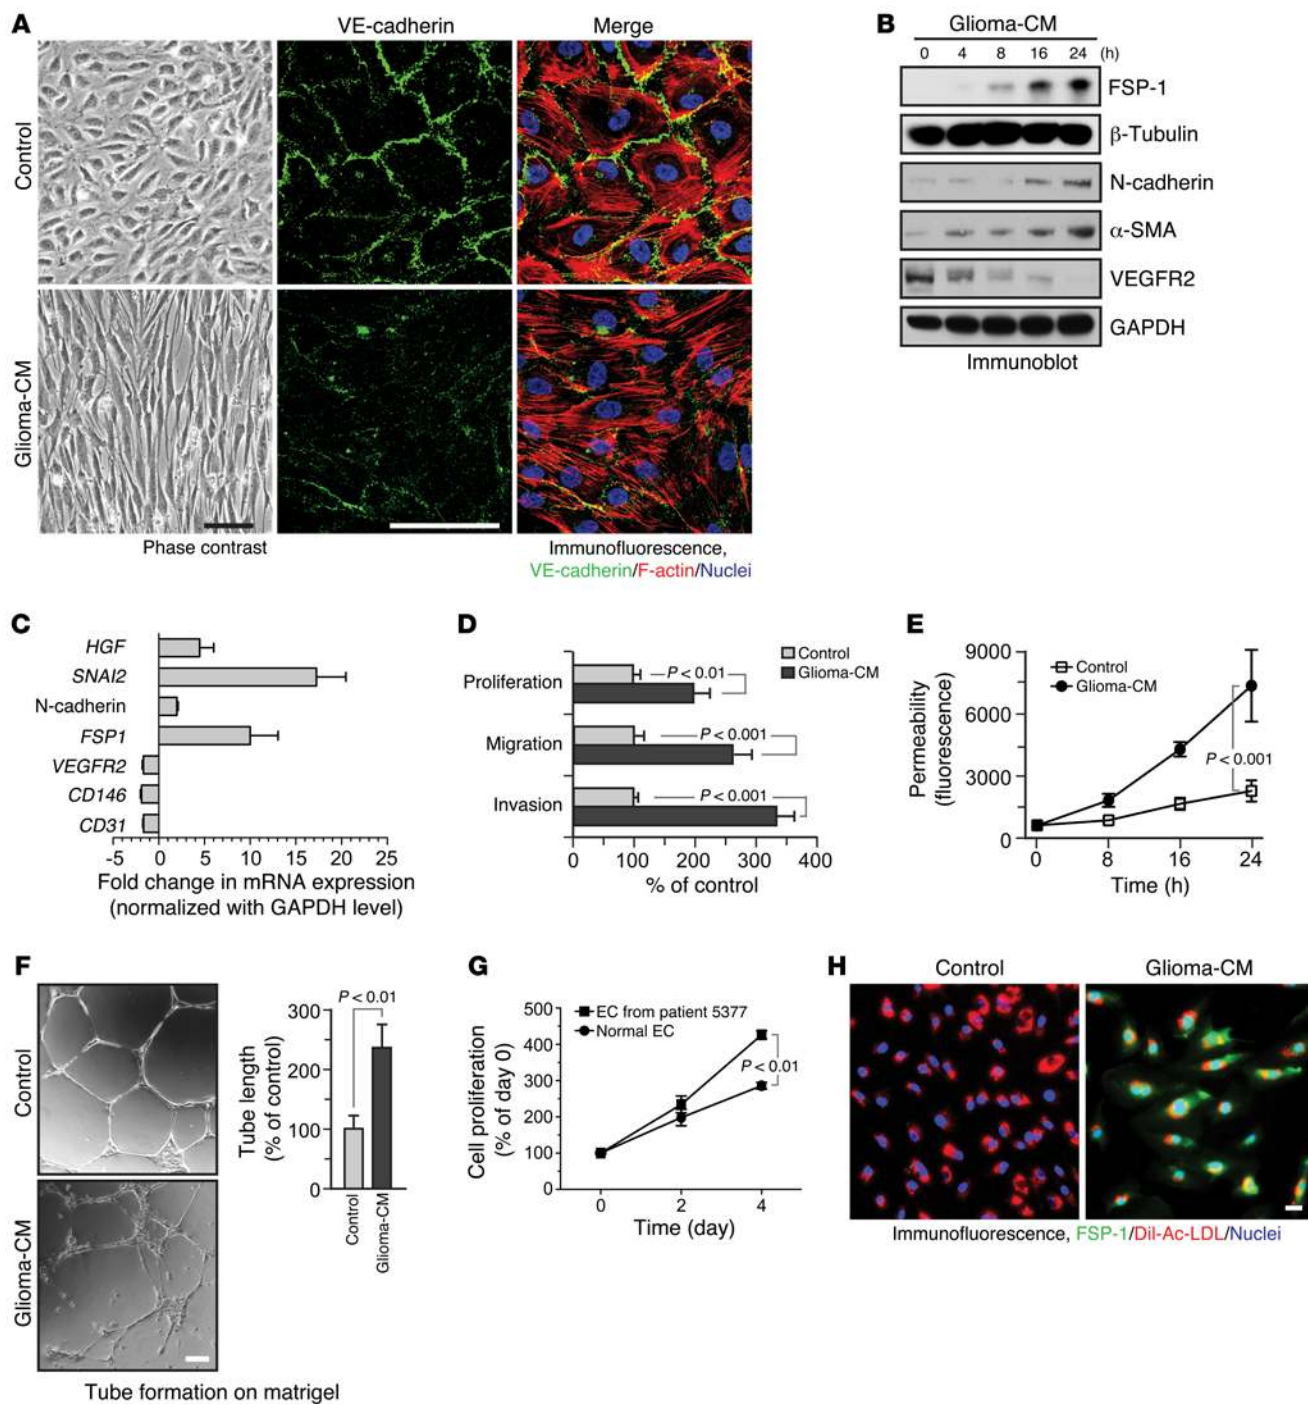 A
VE-cadherin
Merge
Control
Glioma-CM
Phase contrast
Immunofluorescence,
VE-cadherin/F-actin/Nuclei
B
Glioma-CM
0 4 8 16 24 (h)
FSP-1
β-Tubulin
N-cadherin
α-SMA
VEGFR2
GAPDH
Immunoblot
C
HGF
SNAI2
N-cadherin
FSP1
VEGFR2
CD146
CD31
-5 0 5 10 15 20 25
Fold change in mRNA expression
(normalized with GAPDH level)
D
Control
Glioma-CM
Proliferation
P < 0.01
Migration
P < 0.001
Invasion
P < 0.001
0 100 200 300 400
% of control
E
Permeability
(fluorescence)
9000
6000
3000
0
Control
Glioma-CM
P < 0.001
0 8 16 24
Time (h)
F
Control
Glioma-CM
Tube formation on matrigel
Tube length
(% of control)
300
200
100
0
P < 0.01
Control
Glioma-CM
G
Cell proliferation
(% of day 0)
500
400
300
200
100
0
EC from patient 5377
Normal EC
P < 0.01
0 2 4
Time (day)
H
Control
Glioma-CM
Immunofluorescence, FSP-1/Dil-Ac-LDL/Nuclei